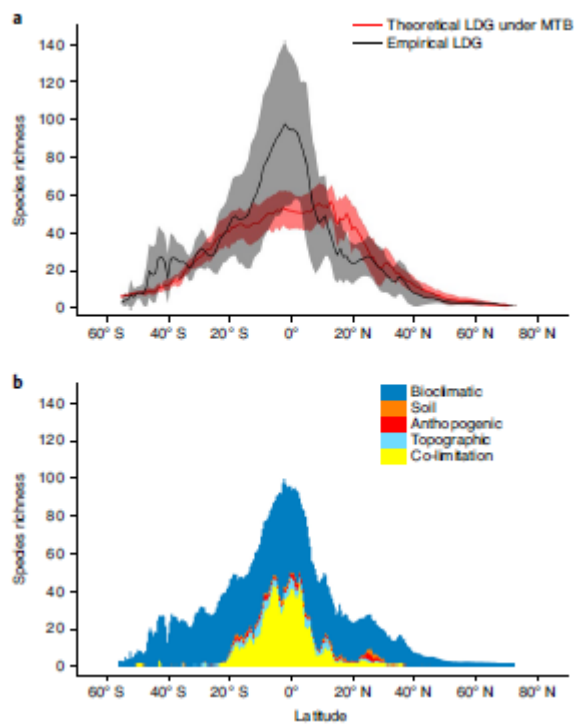 a
Theoretical LDG under MTB
Empirical LDG
140
120
100
80
60
40
20
0
Species richness
60° S 40° S 20° S 0° 20° N 40° N 60° N 80° N
b
Bioclimatic
Soil
Anthopogenic
Topographic
Co-limitation
140
120
100
80
60
40
20
0
Species richness
60° S 40° S 20° S 0° 20° N 40° N 60° N 80° N
Latitude